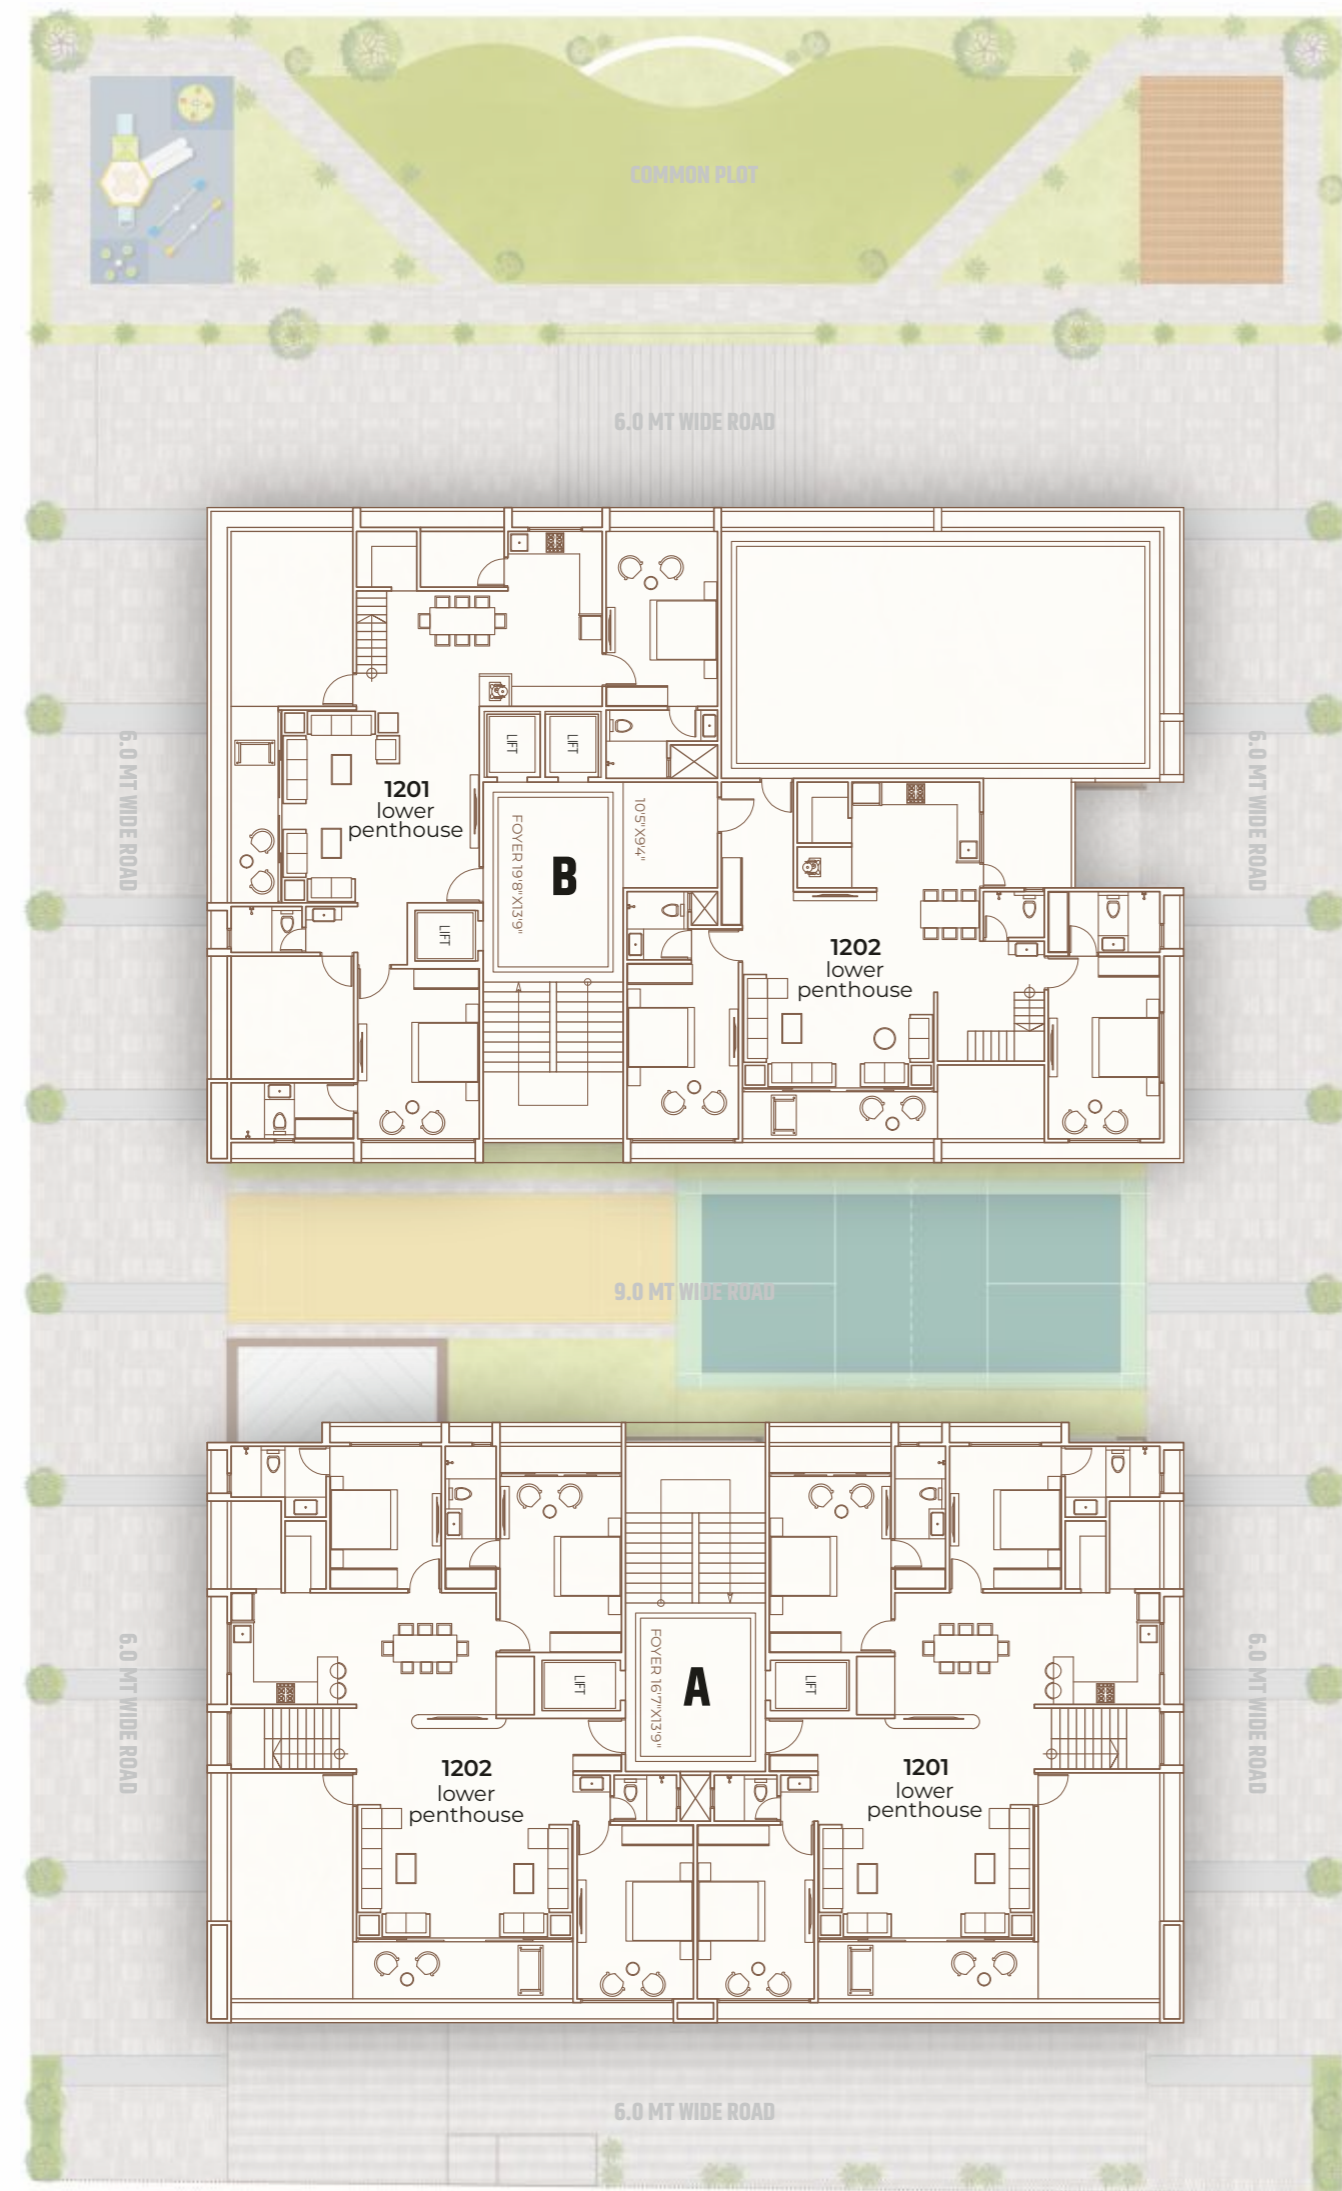 COMMON PLOT
6.0 MT WIDE ROAD
6.0 MT WIDE ROAD
6.0 MT WIDE ROAD
LIFT
LIFT
1201
lower
penthouse
FOYER 19'8"X13'9"
B
10'5"X9'4"
LIFT
1202
lower
penthouse
9.0 MT WIDE ROAD
6.0 MT WIDE ROAD
6.0 MT WIDE ROAD
LIFT
FOYER 16'7"X13'9"
A
LIFT
1202
lower
penthouse
1201
lower
penthouse
6.0 MT WIDE ROAD